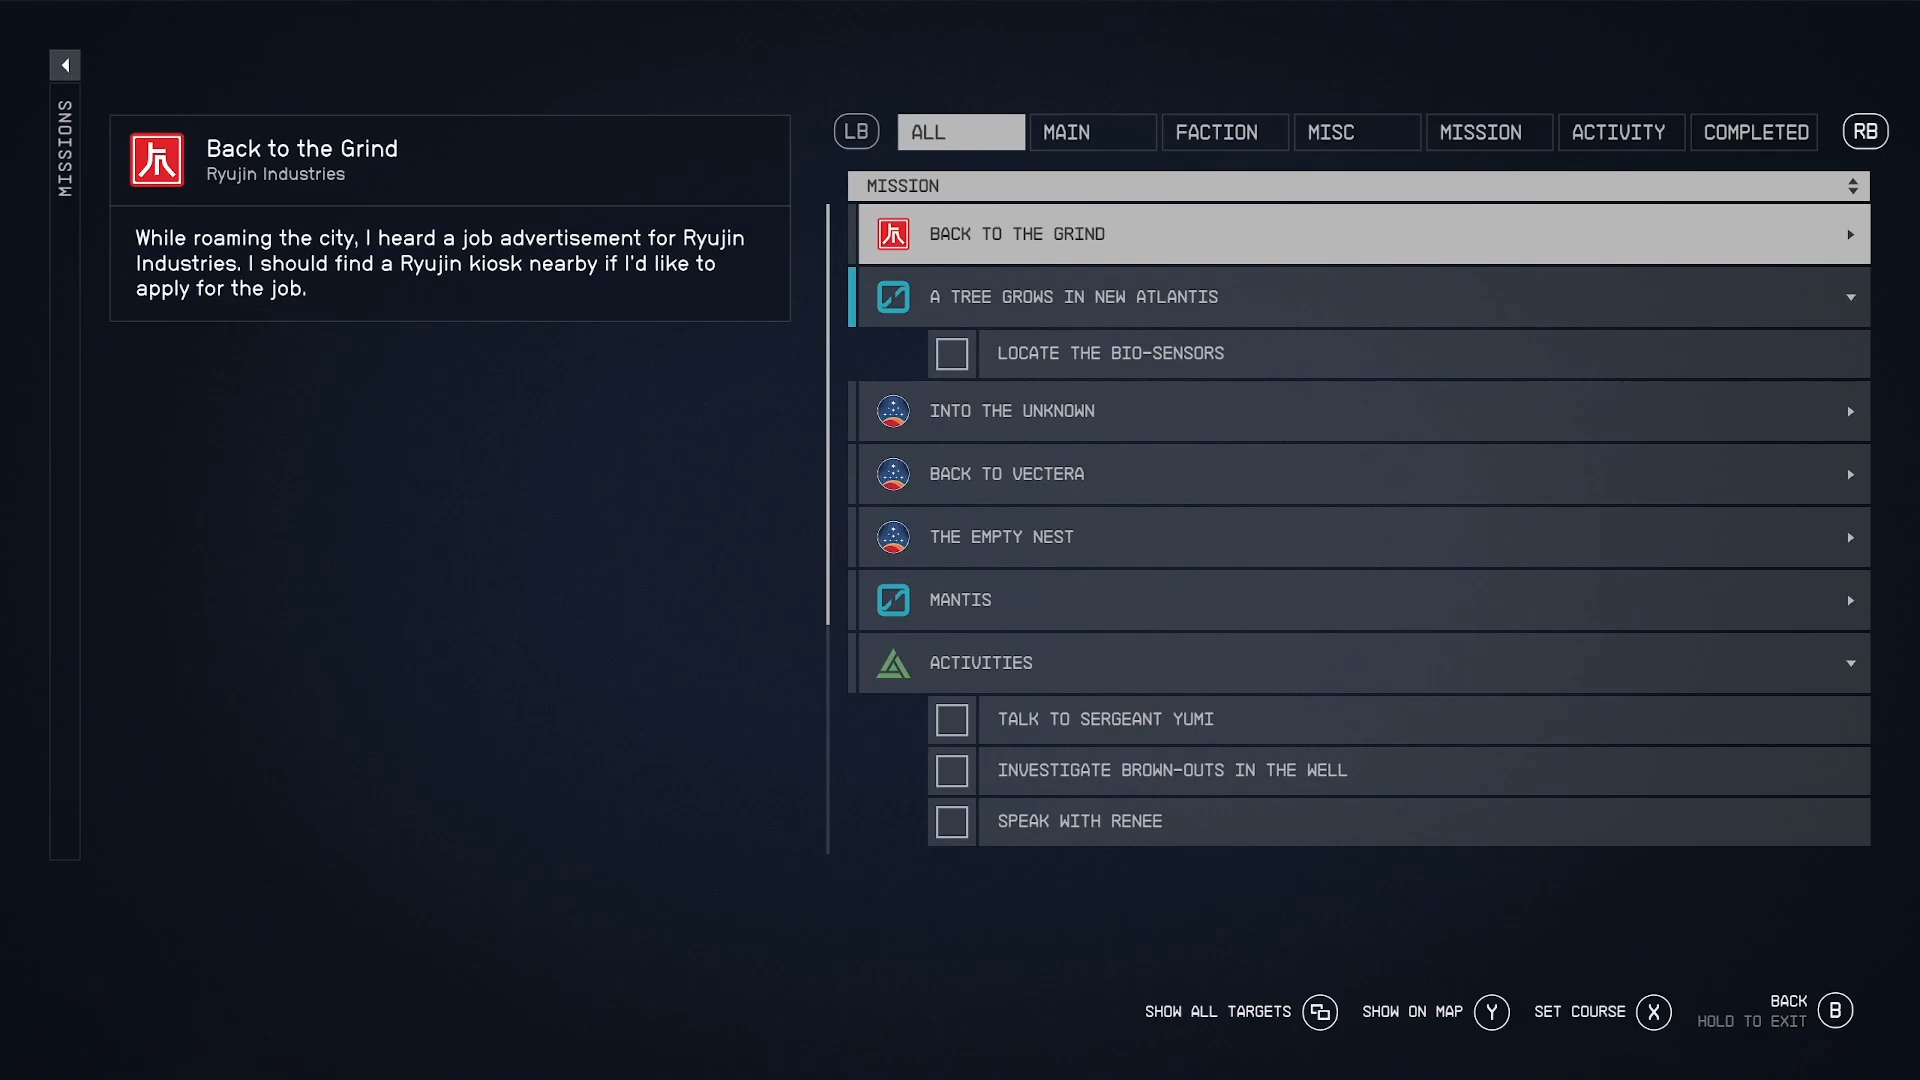 MISSIONS
Back to the Grind
Ryujin Industries
While roaming the city, I heard a job advertisement for Ryujin
Industries. I should find a Ryujin kiosk nearby if I'd like to
apply for the job.
LB ALL MAIN FACTION MISC MISSION ACTIVITY COMPLETED RB
MISSION
BACK TO THE GRIND
A TREE GROWS IN NEW ATLANTIS
LOCATE THE BIO-SENSORS
INTO THE UNKNOWN
BACK TO VECTERA
THE EMPTY NEST
MANTIS
ACTIVITIES
TALK TO SERGEANT YUMI
INVESTIGATE BROWN-OUTS IN THE WELL
SPEAK WITH RENEE
SHOW ALL TARGETS SHOW ON MAP Y SET COURSE X BACK B
HOLD TO EXIT